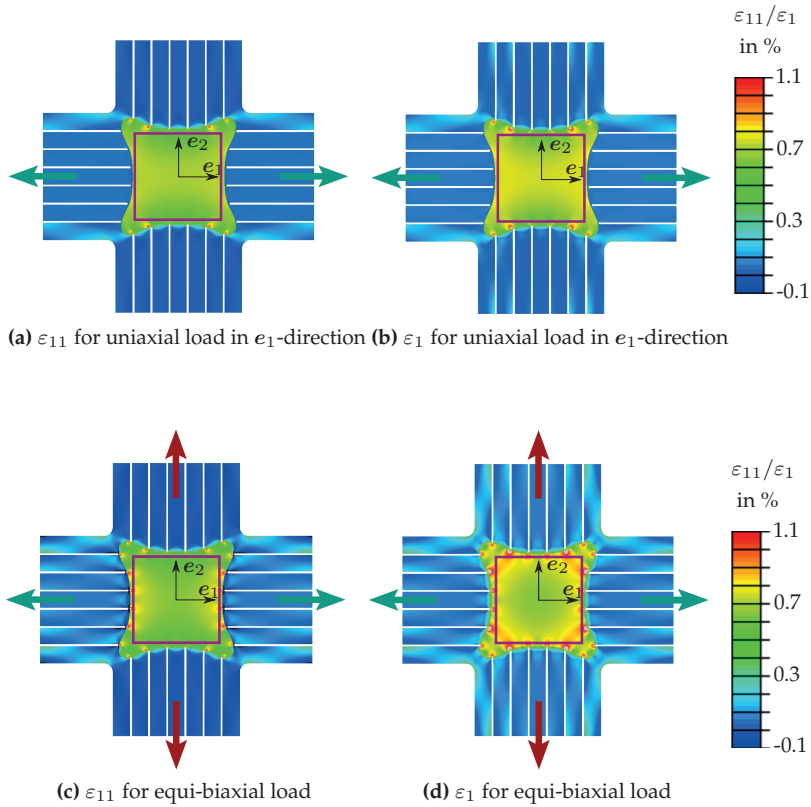 ε₁₁/ε₁
in %
1.1
0.7
0.3
-0.1
e₂
e₁
e₂
e₁
(a) ε₁₁ for uniaxial load in e₁-direction
(b) ε₁ for uniaxial load in e₁-direction
ε₁₁/ε₁
in %
1.1
0.7
0.3
-0.1
e₂
e₁
e₂
e₁
(c) ε₁₁ for equi-biaxial load
(d) ε₁ for equi-biaxial load